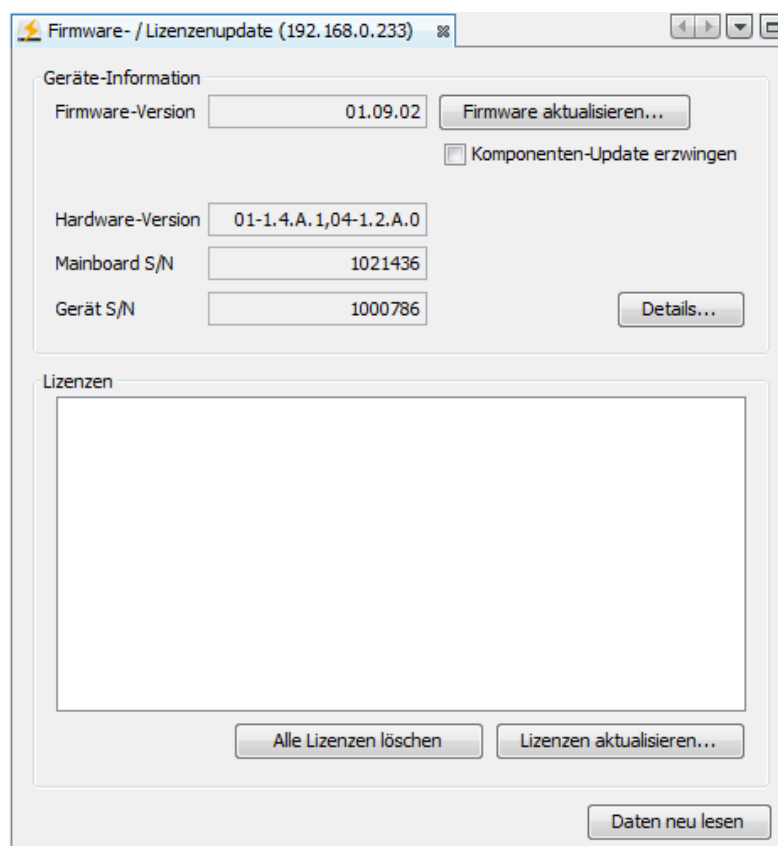 Firmware- / Lizenzenupdate (192.168.0.233)
Geräte-Information
Firmware-Version 01.09.02 Firmware aktualisieren...
Komponenten-Update erzwingen
Hardware-Version 01-1.4.A.1,04-1.2.A.0
Mainboard S/N 1021436
Gerät S/N 1000786 Details...
Lizenzen
Alle Lizenzen löschen Lizenzen aktualisieren...
Daten neu lesen